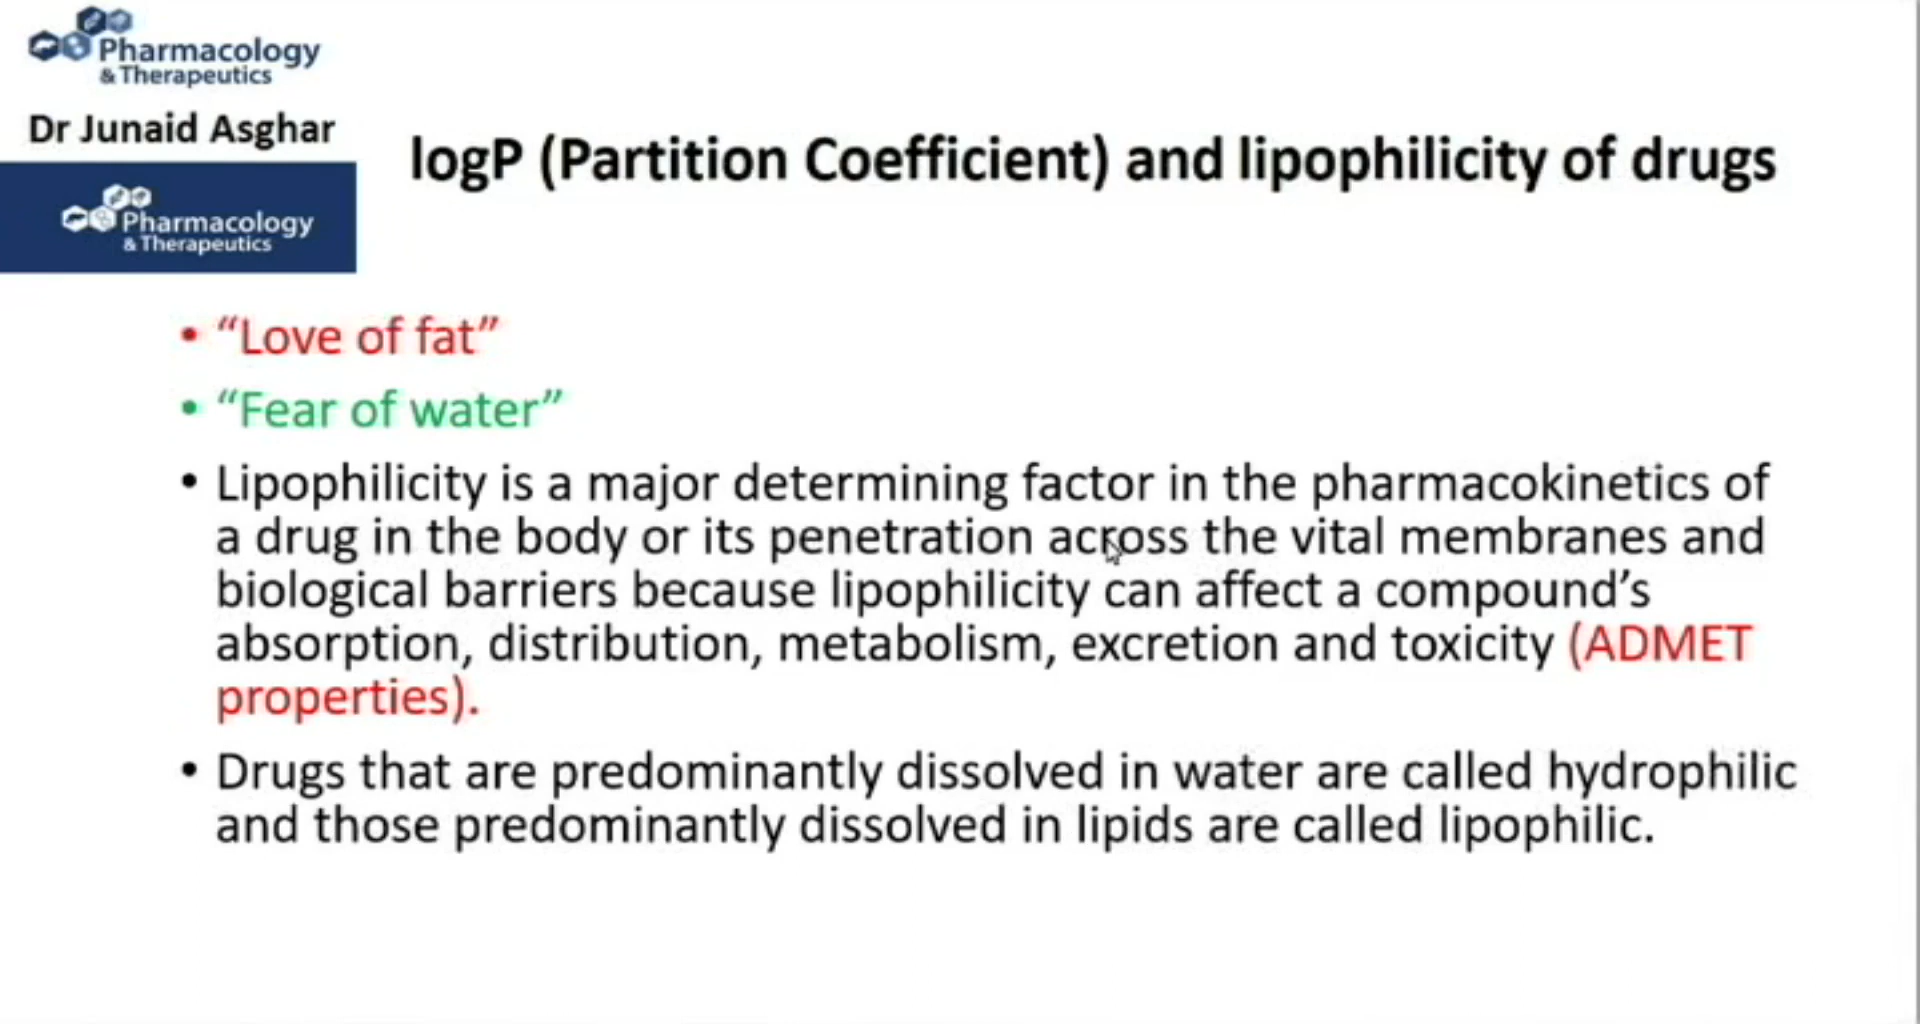 Pharmacology
& Therapeutics
Dr Junaid Asghar
Pharmacology
& Therapeutics
logP (Partition Coefficient) and lipophilicity of drugs
• “Love of fat”
• “Fear of water”
• Lipophilicity is a major determining factor in the pharmacokinetics of
a drug in the body or its penetration across the vital membranes and
biological barriers because lipophilicity can affect a compound’s
absorption, distribution, metabolism, excretion and toxicity (ADMET
properties).
• Drugs that are predominantly dissolved in water are called hydrophilic
and those predominantly dissolved in lipids are called lipophilic.